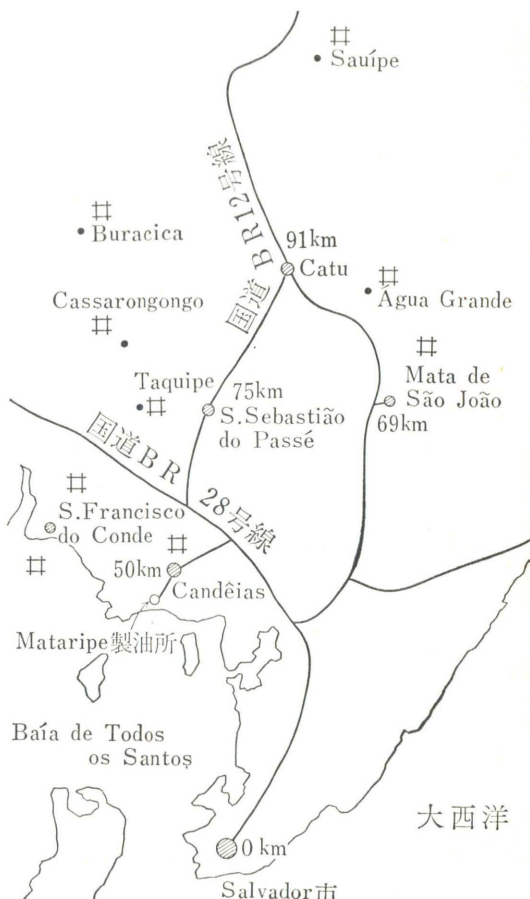 Sauípe
国道 BR12号線
Buracica
91km
Catu
Água Grande
Cassarongongo
Mata de
São João
69km
Taquipe
75km
S.Sebastião
do Passé
国道BR 28号線
S.Francisco
do Conde
50km
Candêias
Mataripe製油所
Baía de Todos
os Santos
大西洋
0km
Salvador市